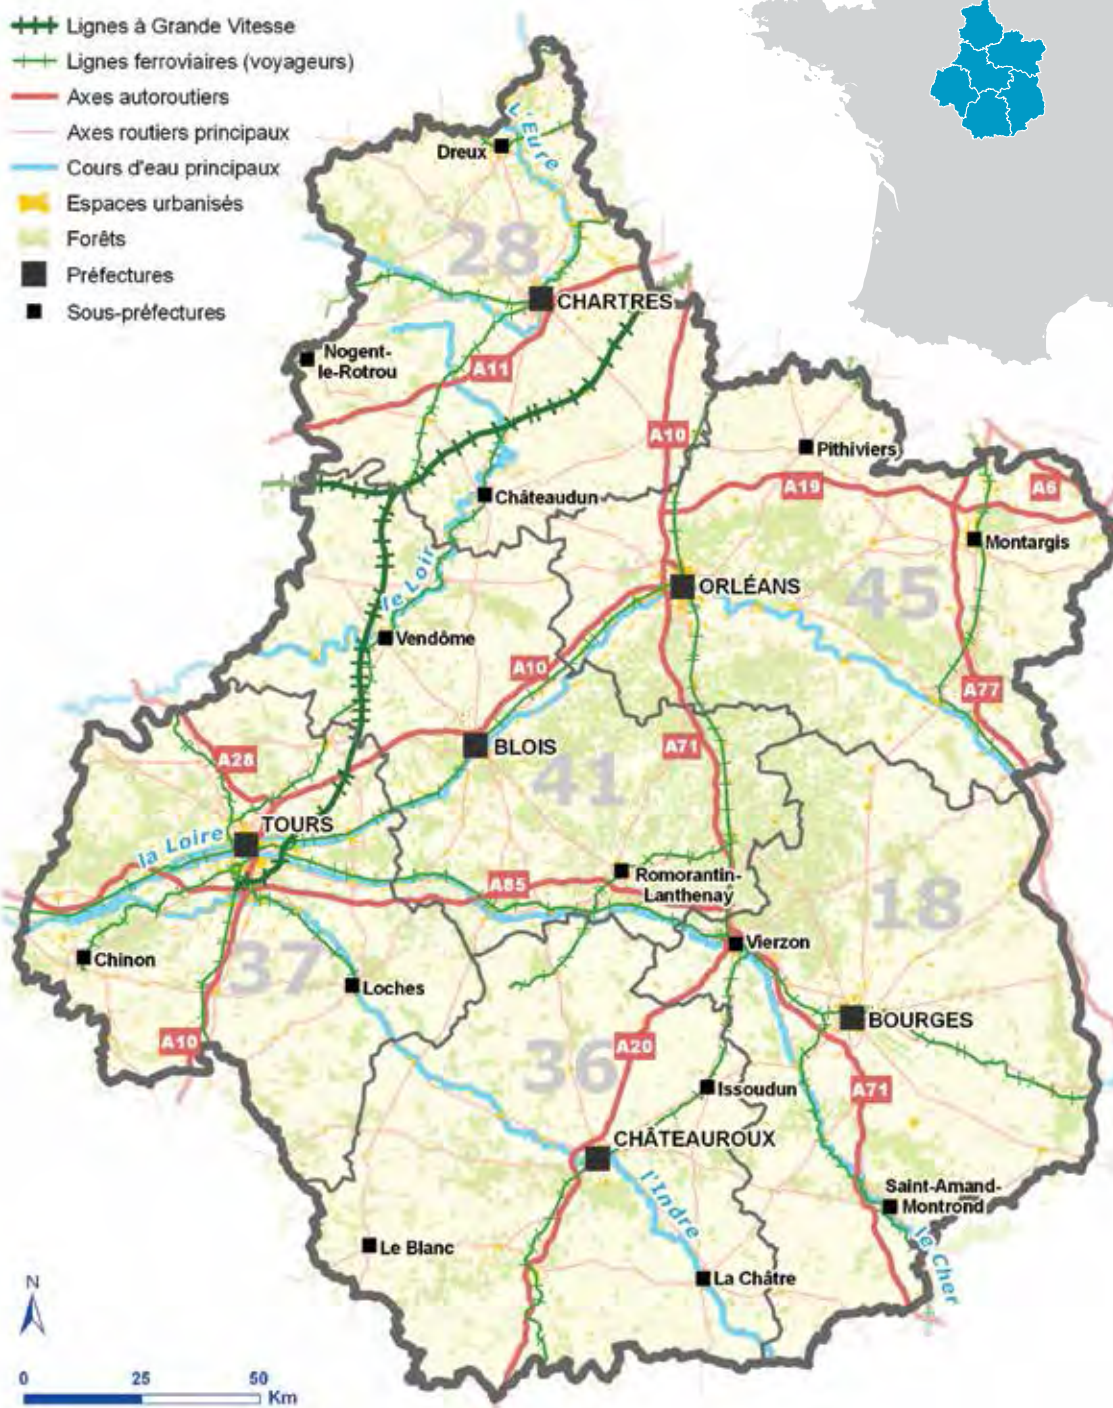 Lignes à Grande Vitesse
Lignes ferroviaires (voyageurs)
Axes autoroutiers
Axes routiers principaux
Cours d'eau principaux
Espaces urbanisés
Forêts
Préfectures
Sous-préfectures
L'Eure
Dreux
28
CHARTRES
Nogent-
le-Rotrou
A11
A10
Pithiviers
A19
A6
Châteaudun
Montargis
le Loir
ORLÉANS
45
Vendôme
A10
A77
BLOIS
A71
A28
41
TOURS
la Loire
Romorantin-
Lanthenay
A85
18
Vierzon
Chinon
37
Loches
BOURGES
A10
A20
36
Issoudun
A71
CHÂTEAUROUX
Saint-Amand-
Montrond
l'Indre
le Cher
Le Blanc
La Châtre
N
0 25 50
Km